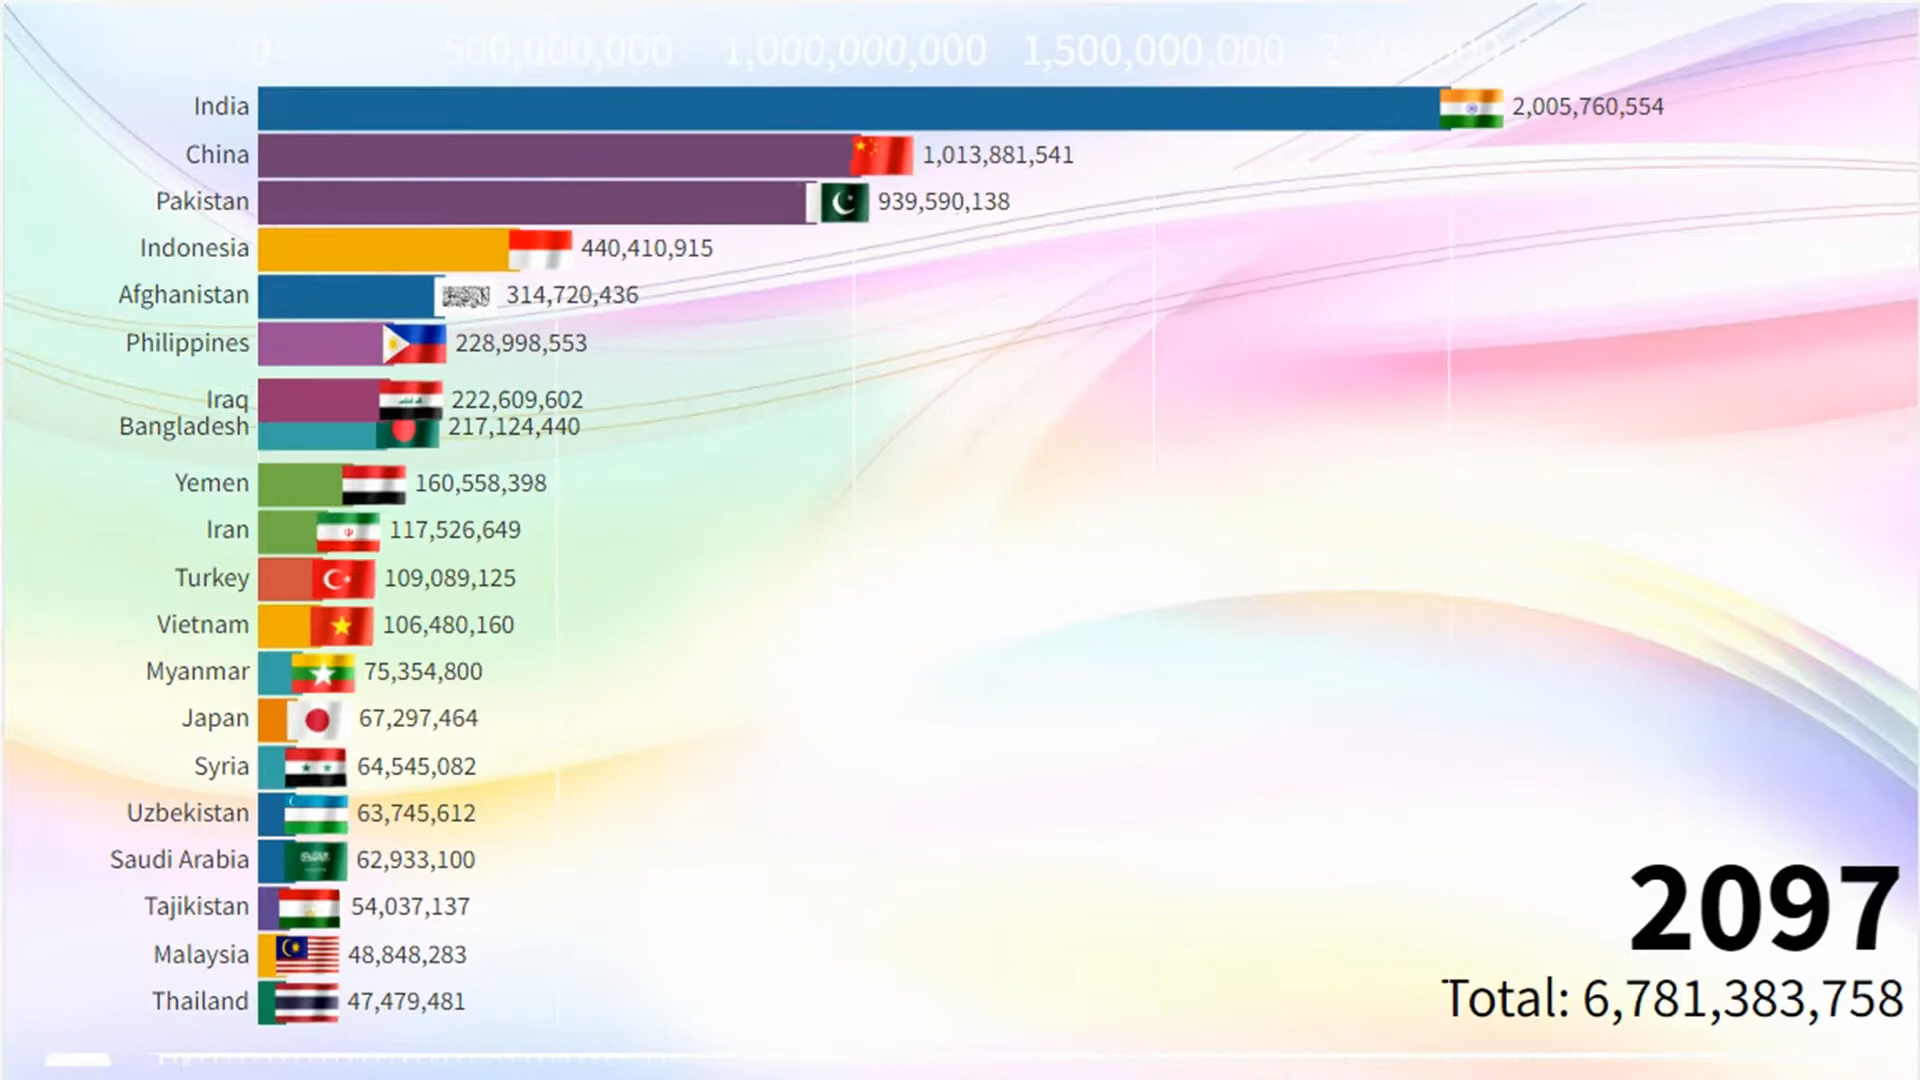 0 500,000,000 1,000,000,000 1,500,000,000
India 2,005,760,554
China 1,013,881,541
Pakistan 939,590,138
Indonesia 440,410,915
Afghanistan 314,720,436
Philippines 228,998,553
Iraq 222,609,602
Bangladesh 217,124,440
Yemen 160,558,398
Iran 117,526,649
Turkey 109,089,125
Vietnam 106,480,160
Myanmar 75,354,800
Japan 67,297,464
Syria 64,545,082
Uzbekistan 63,745,612
Saudi Arabia 62,933,100
Tajikistan 54,037,137
Malaysia 48,848,283
Thailand 47,479,481
2097
Total: 6,781,383,758